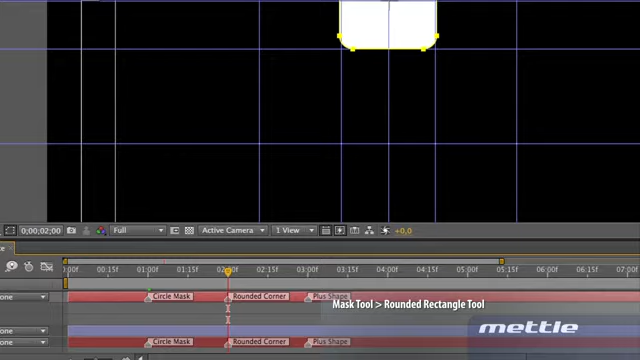 0;00;02;00 Full Active Camera 1 View +0,0
:00f 00:15f 01:00f 01:15f 02:00f 02:15f 03:00f 03:15f 04:00f 04:15f 05:00f 05:15f 06:00f 06:15f 07:00
one Circle Mask Rounded Corner Plus Shape
Mask Tool > Rounded Rectangle Tool
mettle
one
one Circle Mask Rounded Corner Plus Shape